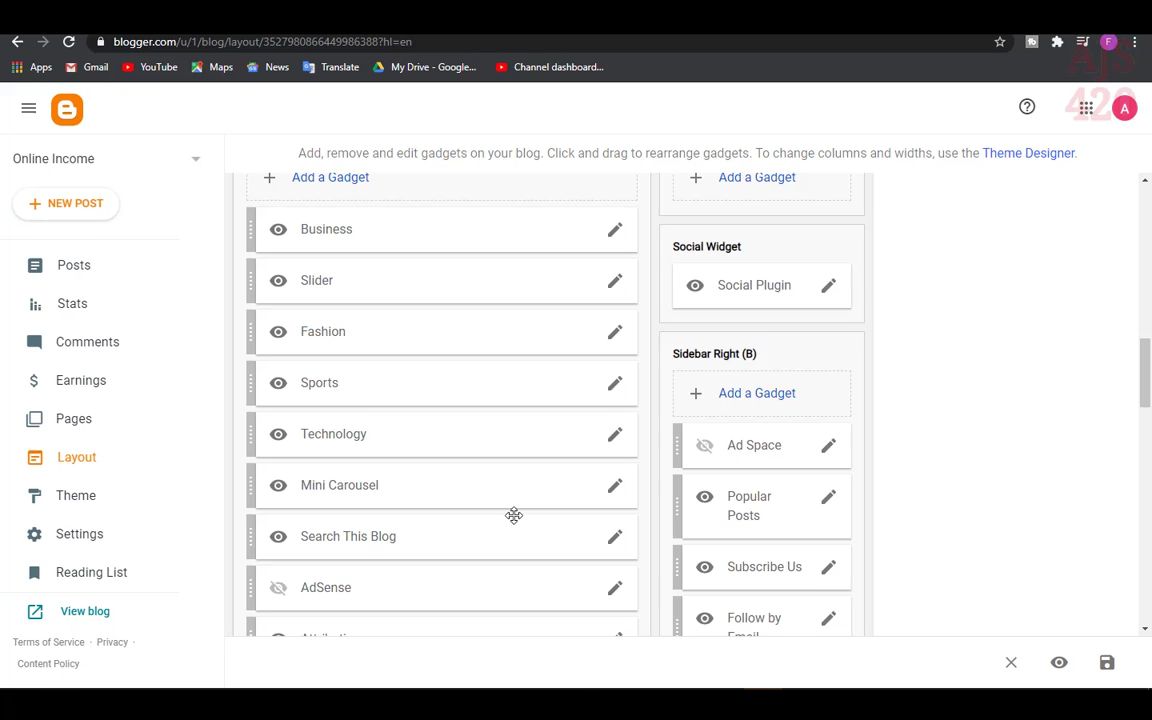 blogger.com/u/1/blog/layout/3527980866449986388?hl=en
Apps Gmail YouTube Maps News Translate My Drive - Google... Channel dashboard...
F
AJS
420
A
Online Income
NEW POST
Posts
Stats
Comments
Earnings
Pages
Layout
Theme
Settings
Reading List
View blog
Terms of Service · Privacy ·
Content Policy
Add, remove and edit gadgets on your blog. Click and drag to rearrange gadgets. To change columns and widths, use the Theme Designer.
Add a Gadget
Business
Slider
Fashion
Sports
Technology
Mini Carousel
Search This Blog
AdSense
Add a Gadget
Social Widget
Social Plugin
Sidebar Right (B)
Add a Gadget
Ad Space
Popular
Posts
Subscribe Us
Follow by
Email